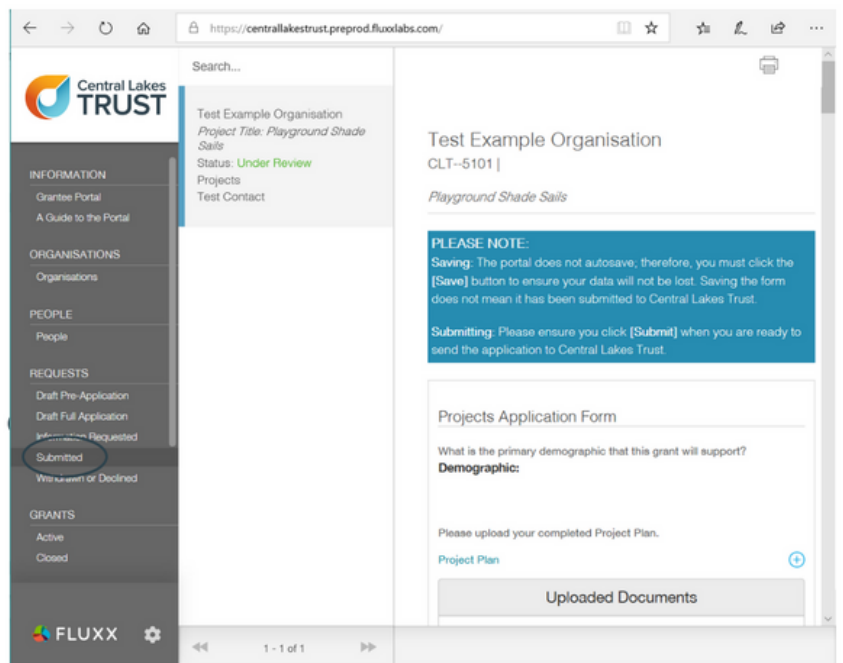 https://centrallakestrust.preprod.fluxxlabs.com/
Central Lakes
TRUST
INFORMATION
Grantee Portal
A Guide to the Portal
ORGANISATIONS
Organisations
PEOPLE
People
REQUESTS
Draft Pre-Application
Draft Full Application
Information Requested
Submitted
Withdrawn or Declined
GRANTS
Active
Closed
FLUXX
Search...
Test Example Organisation
Project Title: Playground Shade
Sails
Status: Under Review
Projects
Test Contact
1 - 1 of 1
Test Example Organisation
CLT--5101 |
Playground Shade Sails
PLEASE NOTE:
Saving: The portal does not autosave; therefore, you must click the
[Save] button to ensure your data will not be lost. Saving the form
does not mean it has been submitted to Central Lakes Trust.
Submitting: Please ensure you click [Submit] when you are ready to
send the application to Central Lakes Trust.
Projects Application Form
What is the primary demographic that this grant will support?
Demographic:
Please upload your completed Project Plan.
Project Plan
Uploaded Documents